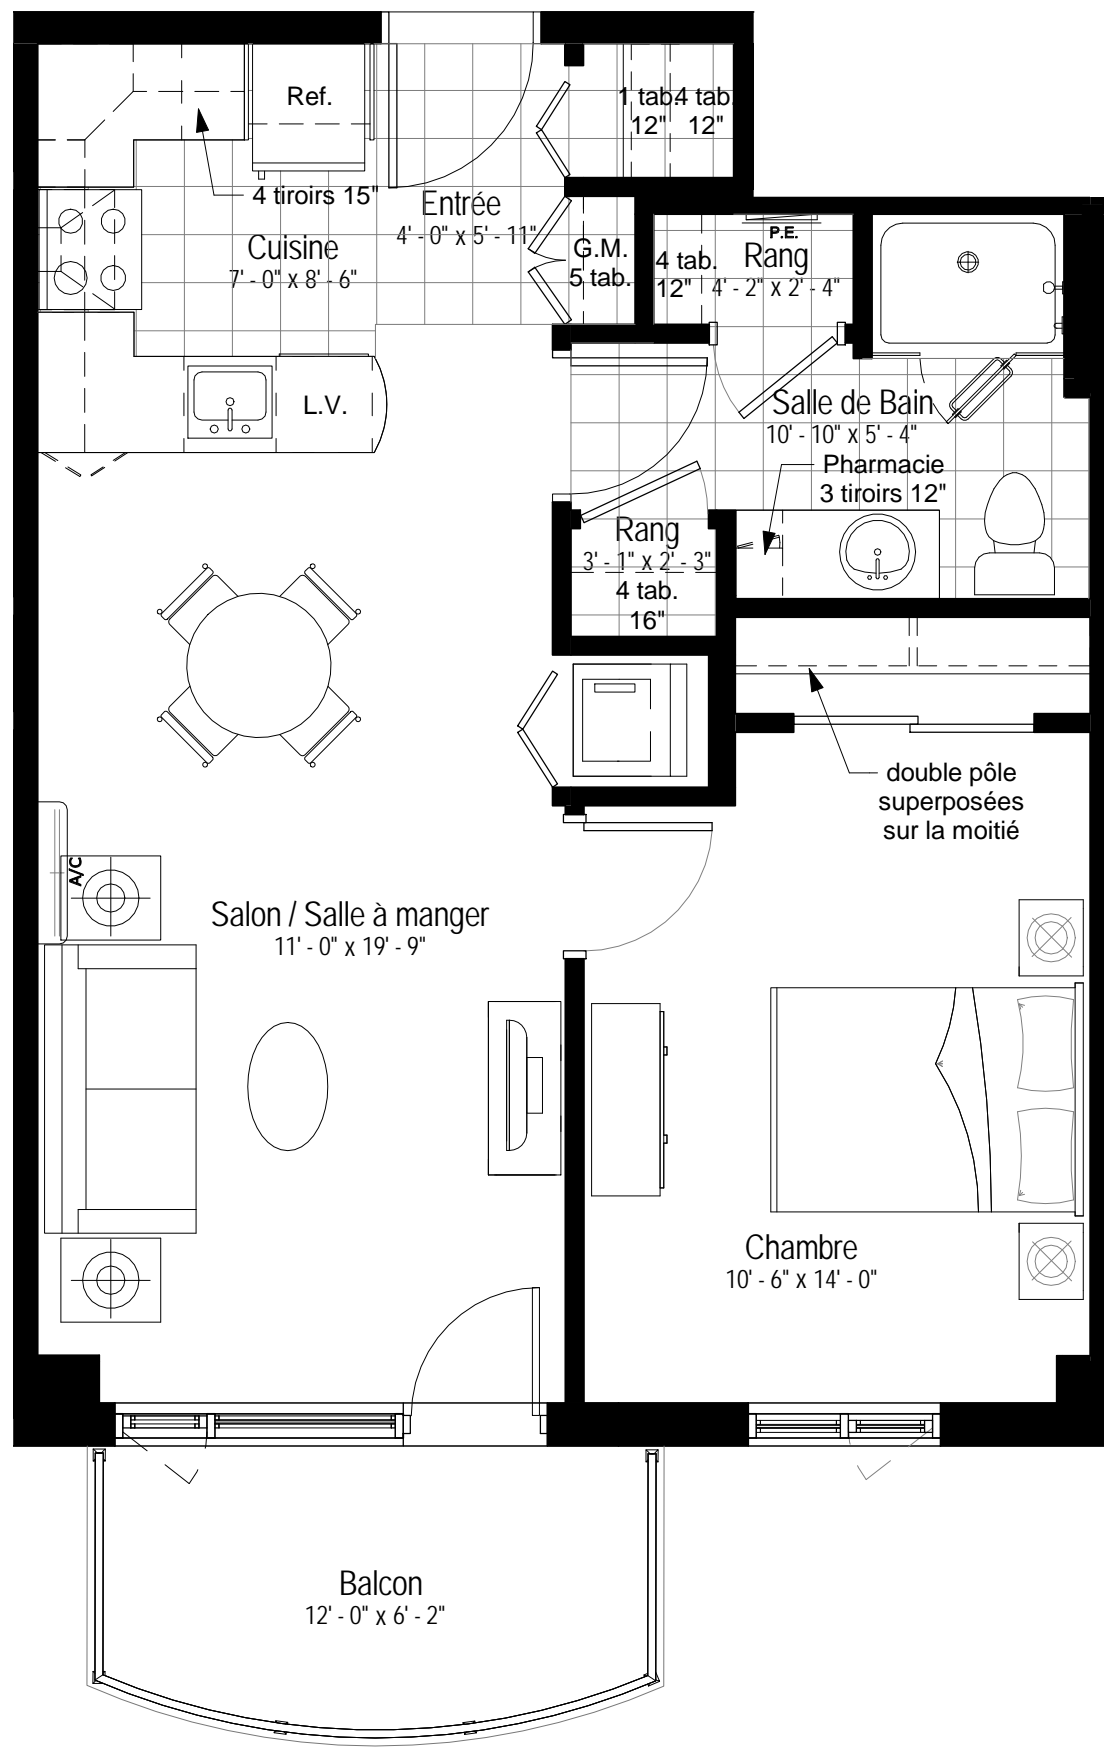 Ref.
1 tab.
12"
4 tab.
12"
4 tiroirs 15"
Entrée
4' - 0" x 5' - 11"
Cuisine
7' - 0" x 8' - 6"
G.M.
5 tab.
4 tab.
12"
P.E.
Rang
4' - 2" x 2' - 4"
L.V.
Salle de Bain
10' - 10" x 5' - 4"
Pharmacie
3 tiroirs 12"
Rang
3' - 1" x 2' - 3"
4 tab.
16"
double pôle
superposées
sur la moitié
A/C
Salon / Salle à manger
11' - 0" x 19' - 9"
Chambre
10' - 6" x 14' - 0"
Balcon
12' - 0" x 6' - 2"